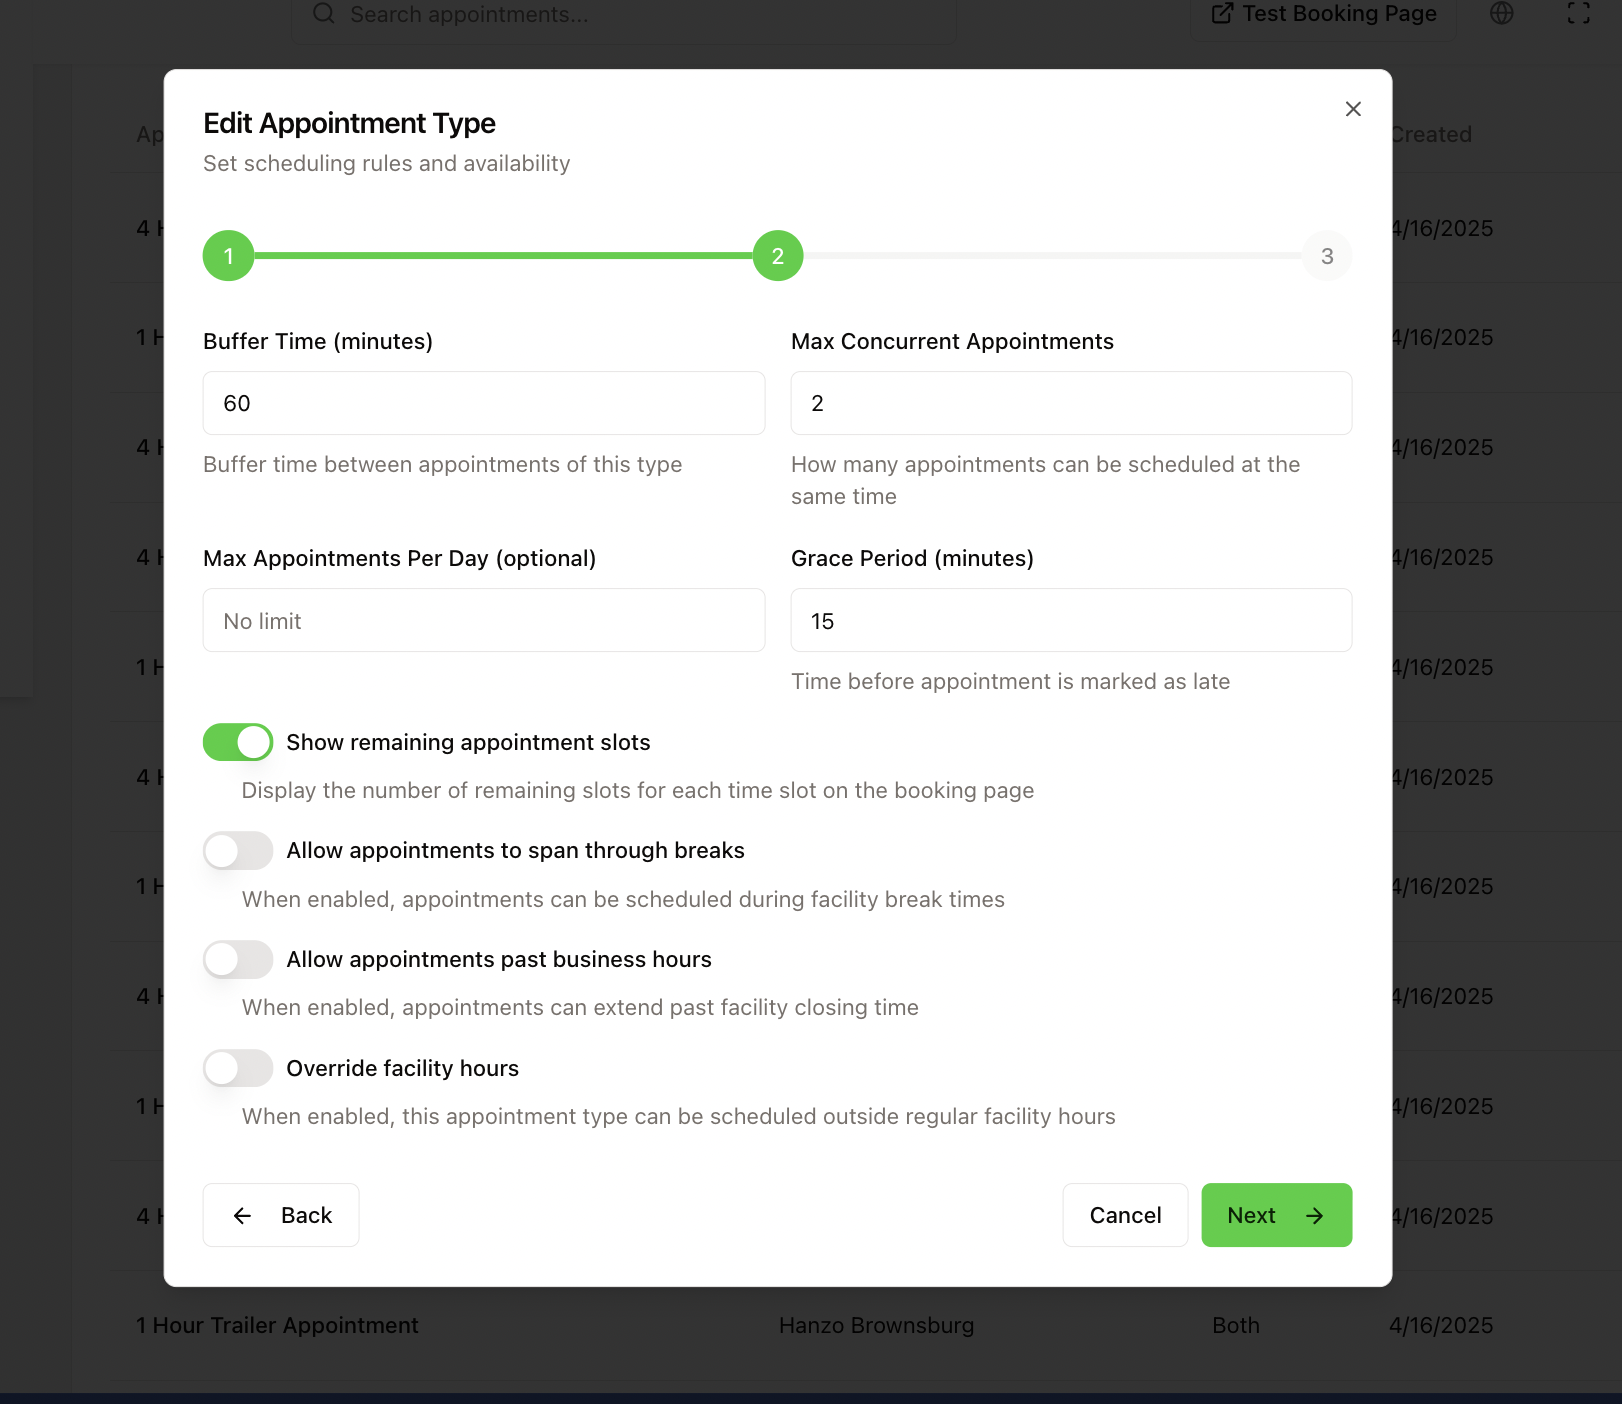 Search appointments...
Test Booking Page
Edit Appointment Type
Set scheduling rules and availability
1
2
3
Buffer Time (minutes)
Max Concurrent Appointments
60
2
Buffer time between appointments of this type
How many appointments can be scheduled at the
same time
Max Appointments Per Day (optional)
Grace Period (minutes)
No limit
15
Time before appointment is marked as late
Show remaining appointment slots
Display the number of remaining slots for each time slot on the booking page
Allow appointments to span through breaks
When enabled, appointments can be scheduled during facility break times
Allow appointments past business hours
When enabled, appointments can extend past facility closing time
Override facility hours
When enabled, this appointment type can be scheduled outside regular facility hours
Back
Cancel
Next
Ap
Created
4 H
4/16/2025
1 H
4/16/2025
4 H
4/16/2025
4 H
4/16/2025
1 H
4/16/2025
4 H
4/16/2025
1 H
4/16/2025
4 H
4/16/2025
1 H
4/16/2025
4 H
4/16/2025
1 Hour Trailer Appointment
Hanzo Brownsburg
Both
4/16/2025